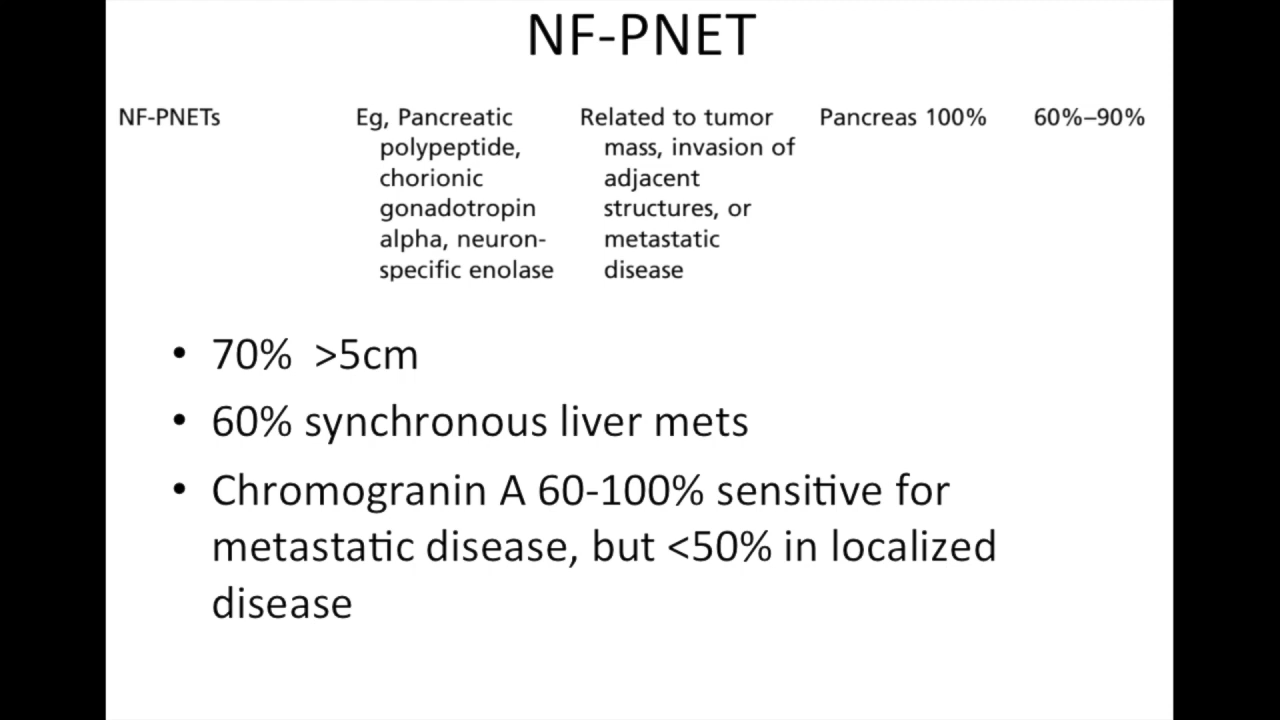 NF-PNET
NF-PNETs
Eg, Pancreatic
polypeptide,
chorionic
gonadotropin
alpha, neuron-
specific enolase
Related to tumor
mass, invasion of
adjacent
structures, or
metastatic
disease
Pancreas 100%
60%–90%
• 70%  >5cm
• 60% synchronous liver mets
• Chromogranin A 60-100% sensitive for
metastatic disease, but <50% in localized
disease